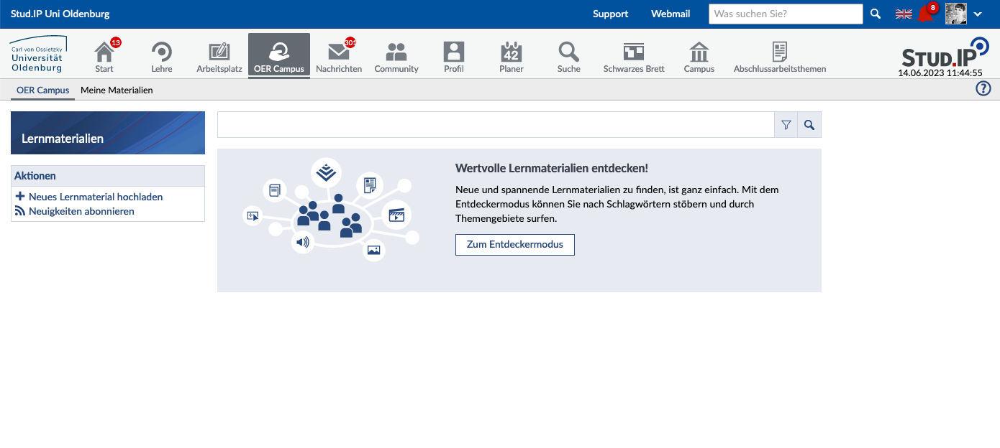 Stud.IP Uni Oldenburg
Support
Webmail
Was suchen Sie?
8
Carl von Ossietzky
Universität
Oldenburg
13
Start
Lehre
Arbeitsplatz
OER Campus
301
Nachrichten
Community
Profil
42
Planer
Suche
Schwarzes Brett
Campus
Abschlussarbeitsthemen
Stud.IP
14.06.2023 11:44:55
OER Campus
Meine Materialien
?
Lernmaterialien
Aktionen
Neues Lernmaterial hochladen
Neuigkeiten abonnieren
Wertvolle Lernmaterialien entdecken!
Neue und spannende Lernmaterialien zu finden, ist ganz einfach. Mit dem
Entdeckermodus können Sie nach Schlagwörtern stöbern und durch
Themengebiete surfen.
Zum Entdeckermodus